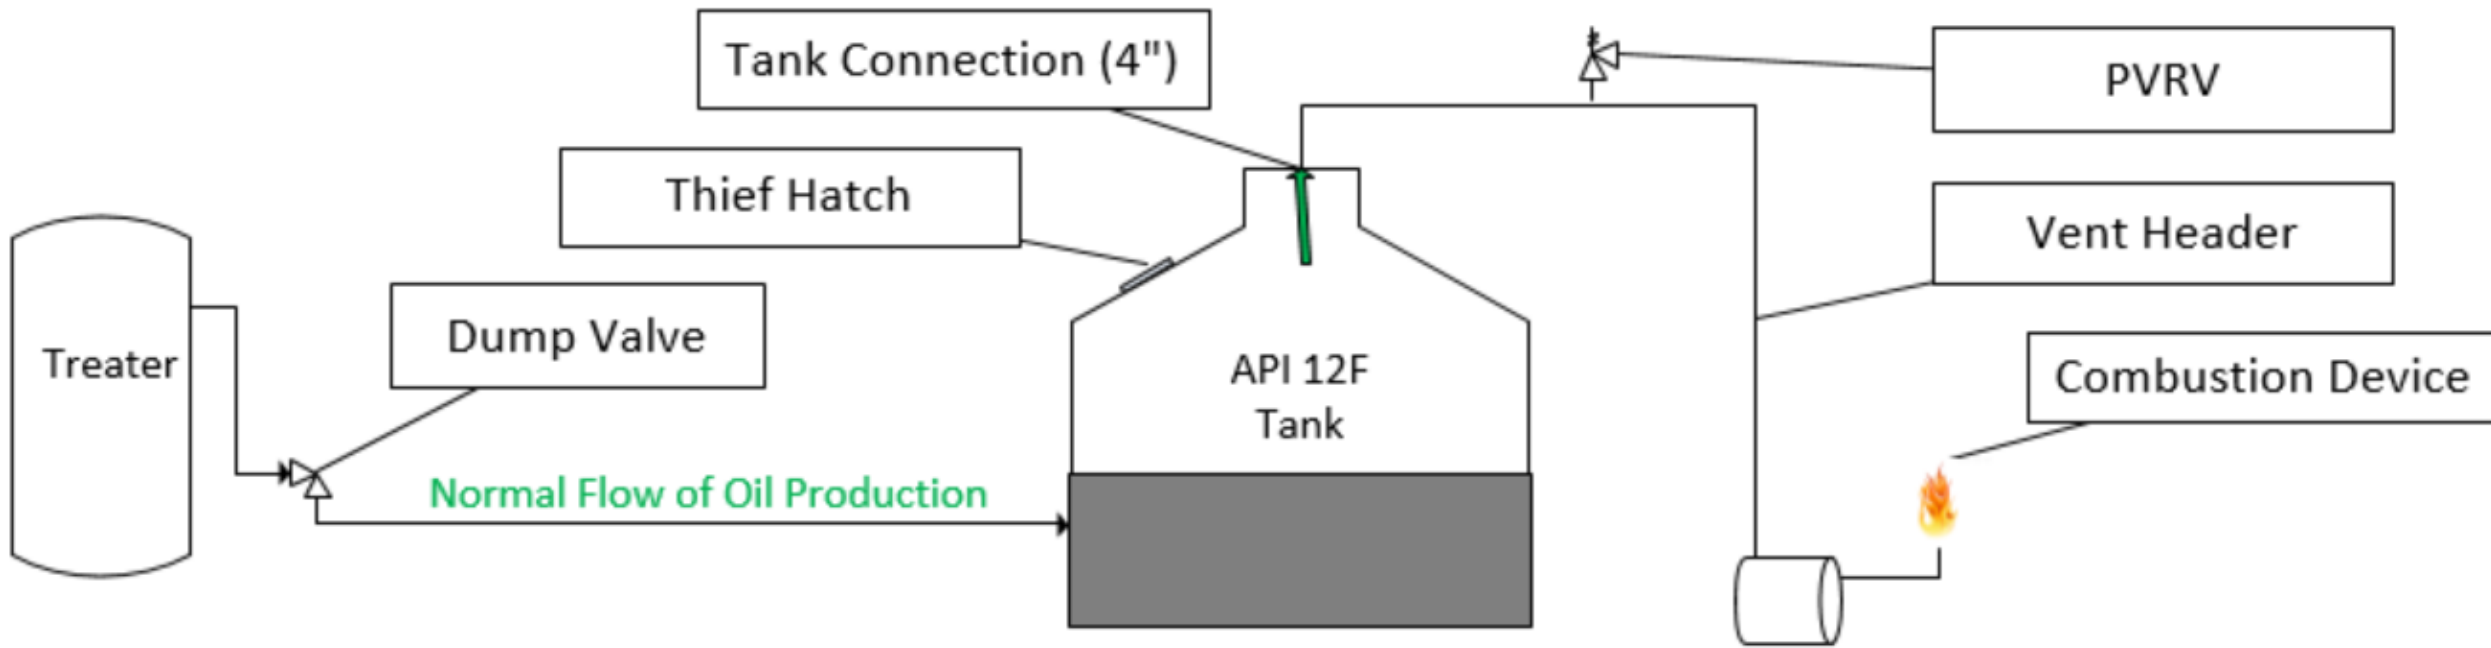 Tank Connection (4")
PVRV
Thief Hatch
Vent Header
Dump Valve
Treater
API 12F
Tank
Combustion Device
Normal Flow of Oil Production